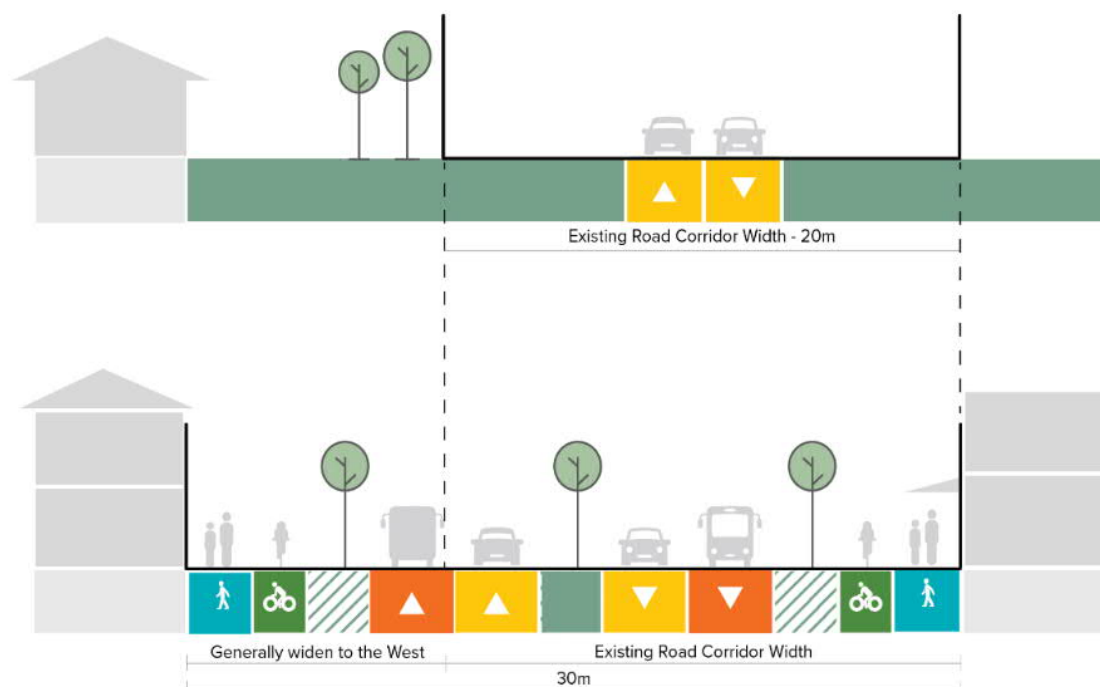 Existing Road Corridor Width - 20m
Generally widen to the West
Existing Road Corridor Width
30m